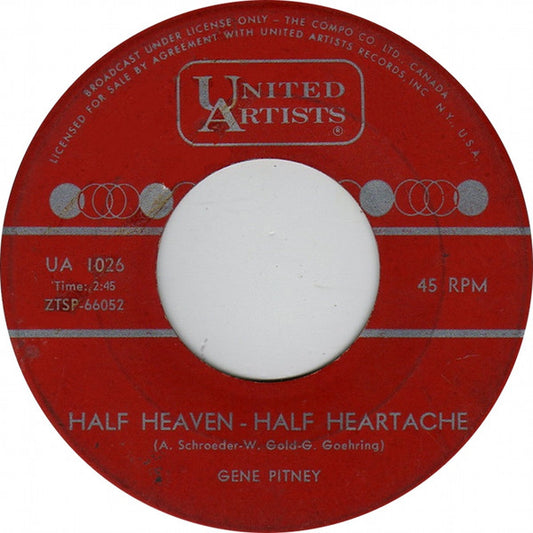 BROADCAST UNDER LICENSE ONLY – THE COMPO CO. LTD., CANADA
LICENSED FOR SALE BY AGREEMENT WITH UNITED ARTISTS RECORDS, INC., N.Y., U.S.A.
UNITED
ARTISTS ®
UA 1026
Time: 2:45
ZTSP-66052
45 RPM
HALF HEAVEN - HALF HEARTACHE
(A. Schroeder-W. Gold-G. Goehring)
GENE PITNEY